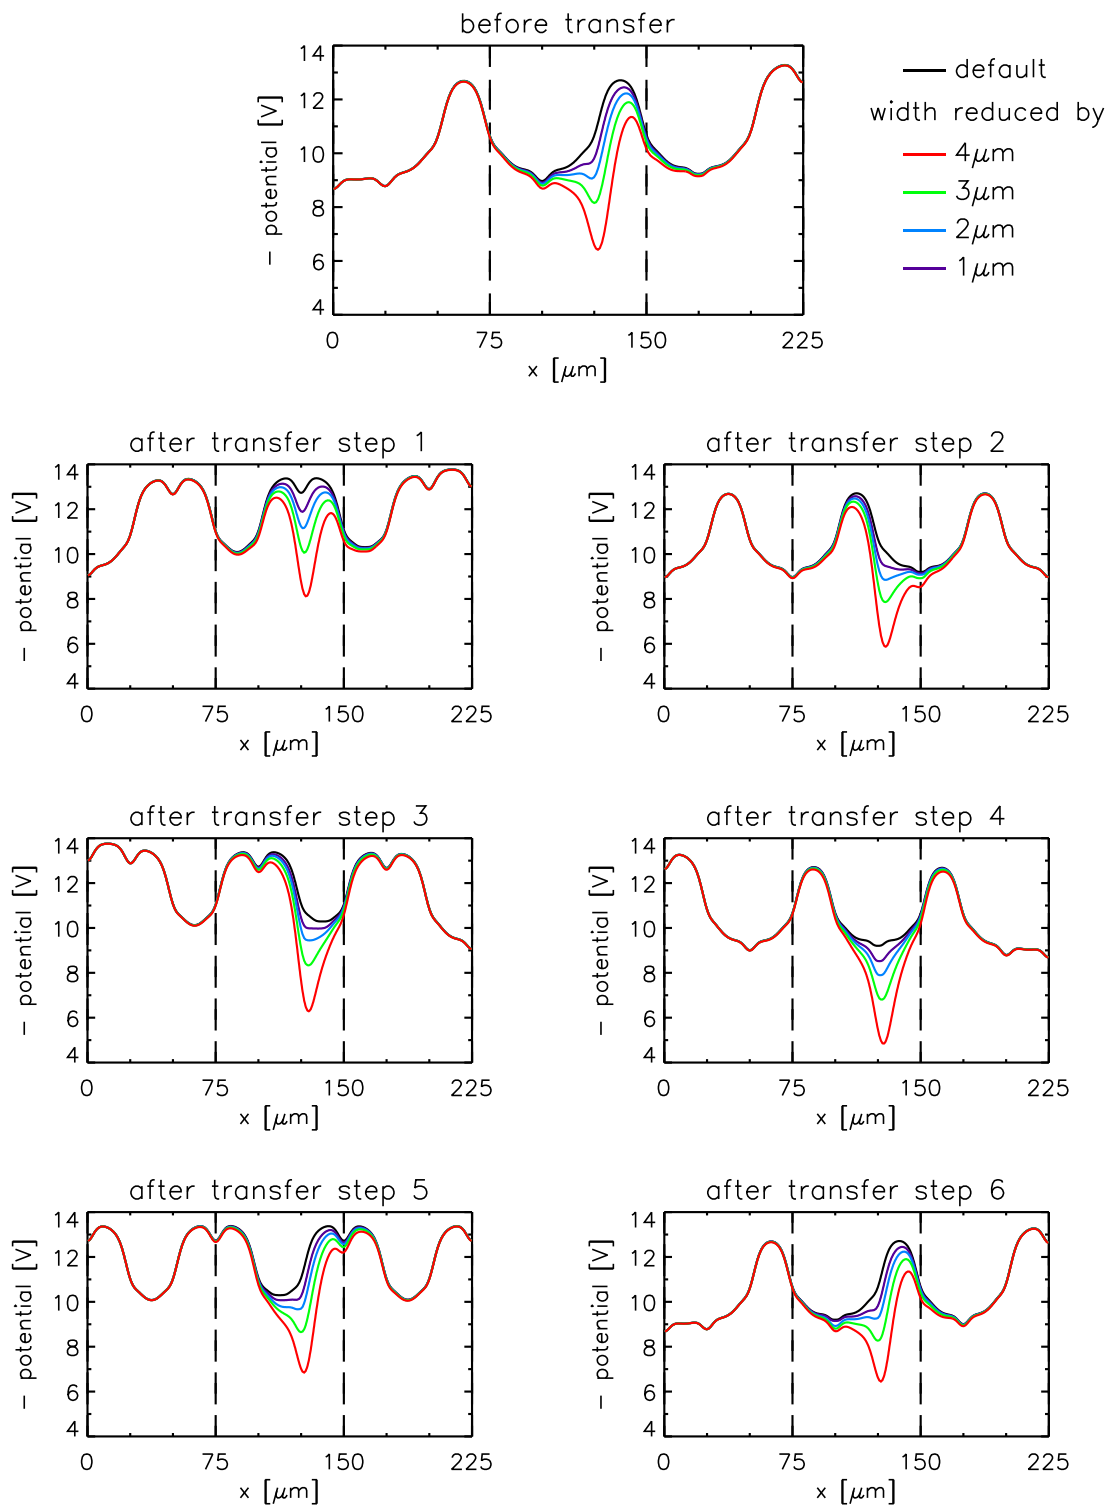 before transfer
14
12
10
8
6
4
– potential [V]
0 75 150 225
x [μm]
default
width reduced by
4μm
3μm
2μm
1μm
after transfer step 1
14
12
10
8
6
4
– potential [V]
0 75 150 225
x [μm]
after transfer step 2
14
12
10
8
6
4
– potential [V]
0 75 150 225
x [μm]
after transfer step 3
14
12
10
8
6
4
– potential [V]
0 75 150 225
x [μm]
after transfer step 4
14
12
10
8
6
4
– potential [V]
0 75 150 225
x [μm]
after transfer step 5
14
12
10
8
6
4
– potential [V]
0 75 150 225
x [μm]
after transfer step 6
14
12
10
8
6
4
– potential [V]
0 75 150 225
x [μm]